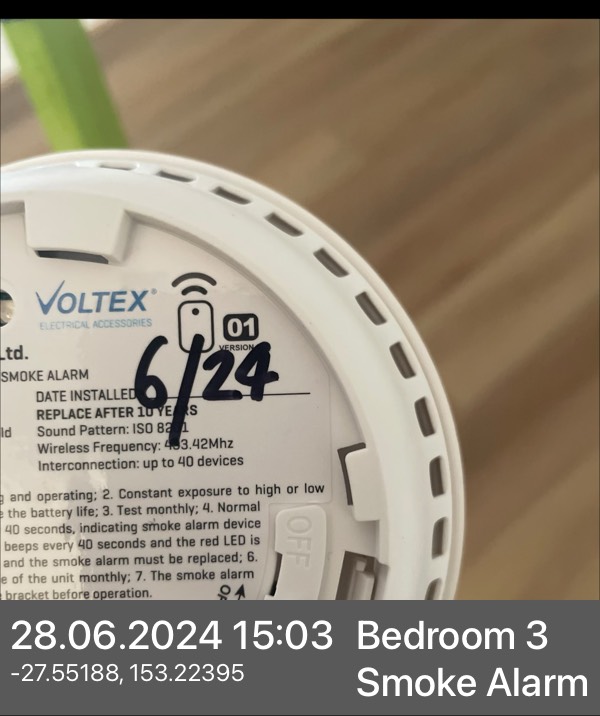 VOLTEX®
ELECTRICAL ACCESSORIES
01
VERSION
Ltd.
SMOKE ALARM
6/24
DATE INSTALLED
REPLACE AFTER 10 YEARS
ld Sound Pattern: ISO 8201
Wireless Frequency: 433.42Mhz
Interconnection: up to 40 devices
g and operating; 2. Constant exposure to high or low
e the battery life; 3. Test monthly; 4. Normal
40 seconds, indicating smoke alarm device
beeps every 40 seconds and the red LED is
and the smoke alarm must be replaced; 6.
e of the unit monthly; 7. The smoke alarm
bracket before operation.
OFF
28.06.2024 15:03
-27.55188, 153.22395
Bedroom 3
Smoke Alarm